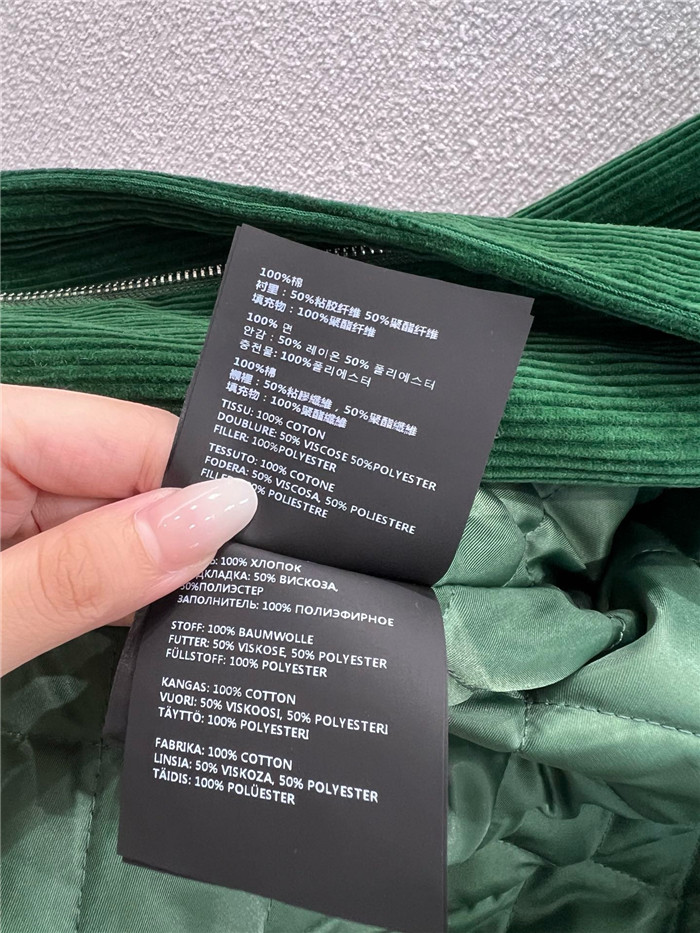 100%棉
衬里：50%粘胶纤维 50%聚酯纤维
填充物：100%聚酯纤维
100% 면
안감 : 50% 레이온 50% 폴리에스터
충전물: 100%폴리에스터
100%棉
襯裡：50%粘膠纖維，50%聚酯纖維
填充物：100%聚酯纖維
TISSU: 100% COTON
DOUBLURE: 50% VISCOSE 50%POLYESTER
FILLER: 100%POLYESTER
TESSUTO: 100% COTONE
FODERA: 50% VISCOSA, 50% POLIESTERE
POLIESTERE
100% ХЛОПОК
50% ВИСКОЗА,
50%ПОЛИЭСТЕР
ЗАПОЛНИТЕЛЬ: 100% ПОЛИЭФИРНОЕ
STOFF: 100% BAUMWOLLE
FUTTER: 50% VISKOSE, 50% POLYESTER
FÜLLSTOFF: 100% POLYESTER
KANGAS: 100% COTTON
VUORI: 50% VISKOOSI, 50% POLYESTERI
TÄYTTÖ: 100% POLYESTERI
FABRIKA: 100% COTTON
LINSIA: 50% VISKOZA, 50% POLYESTER
TÄIDIS: 100% POLÜESTER